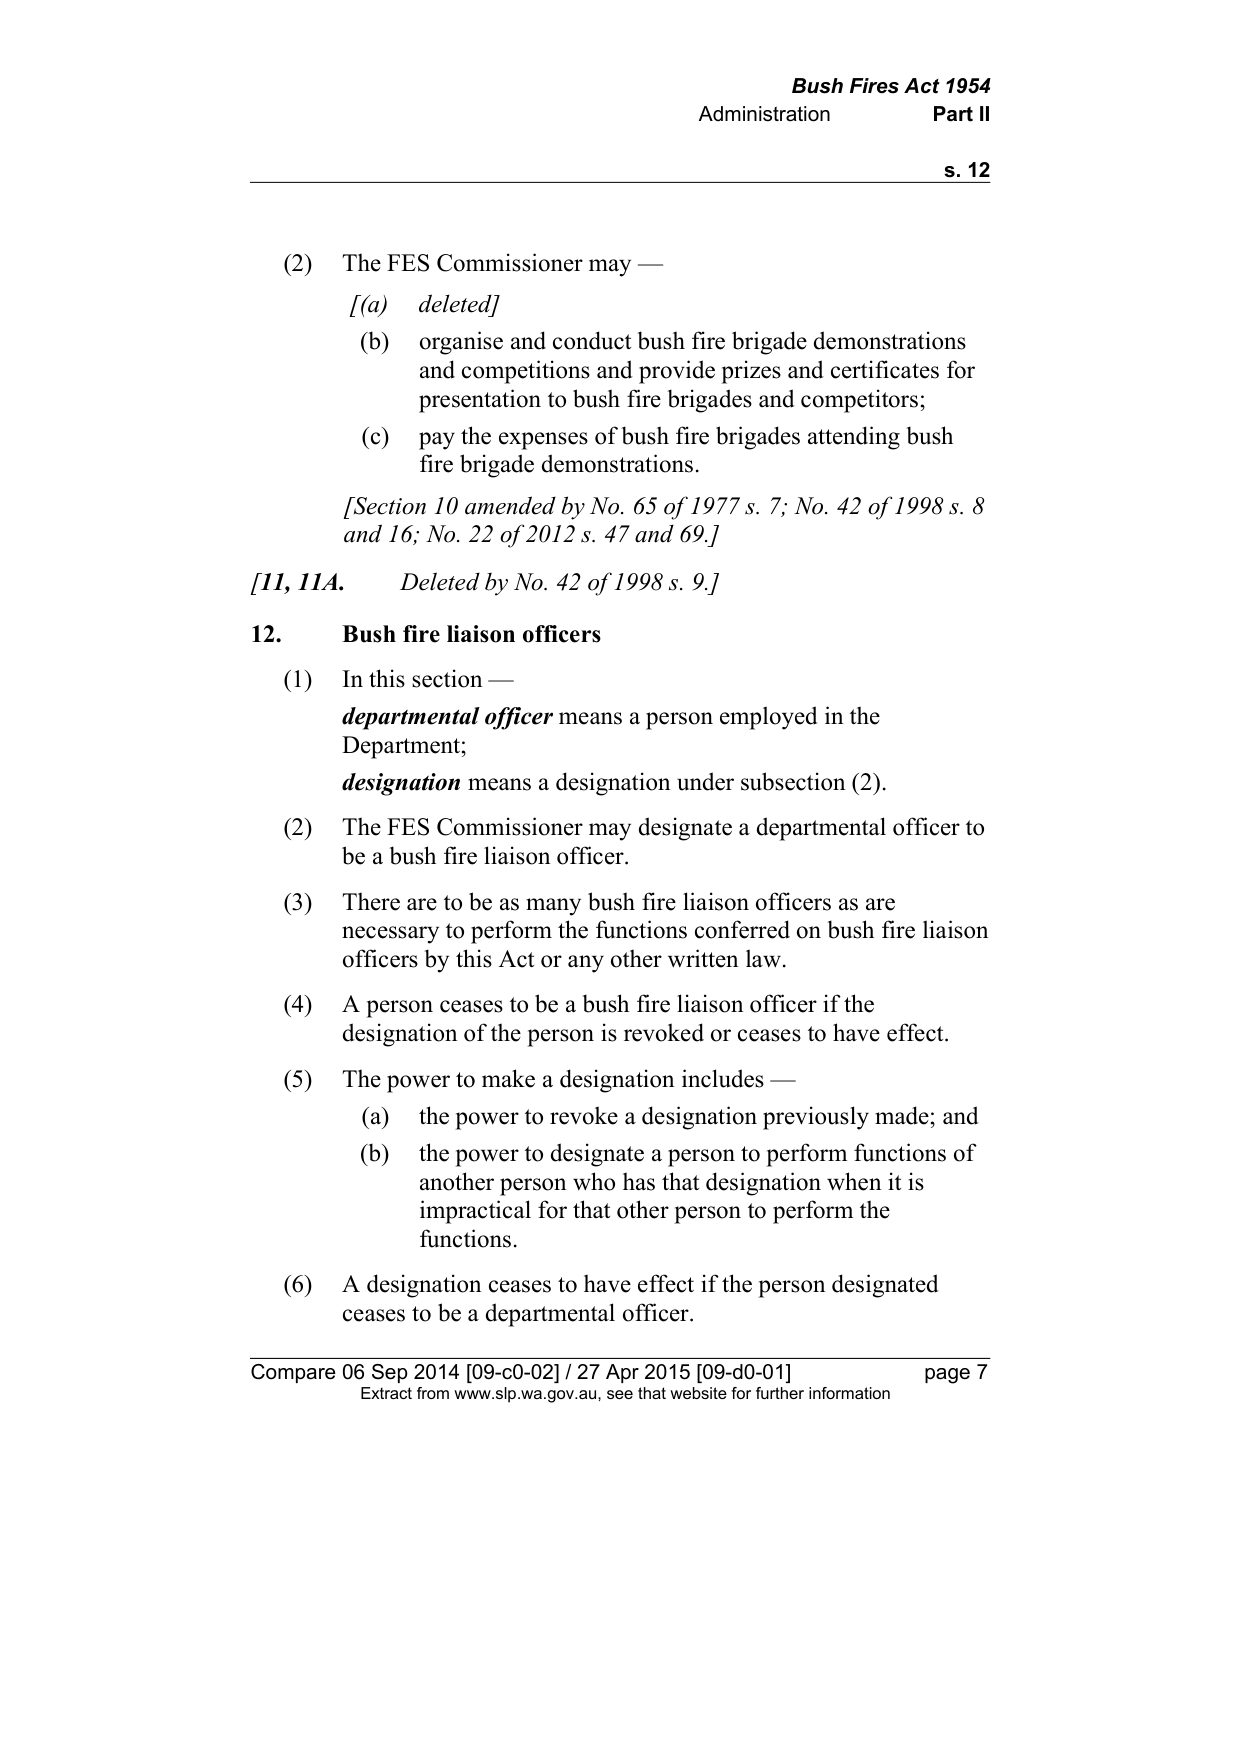 Bush Fires Act 1954
Administration Part II
s. 12
(2) The FES Commissioner may —
[(a) deleted]
(b) organise and conduct bush fire brigade demonstrations
and competitions and provide prizes and certificates for
presentation to bush fire brigades and competitors;
(c) pay the expenses of bush fire brigades attending bush
fire brigade demonstrations.
[Section 10 amended by No. 65 of 1977 s. 7; No. 42 of 1998 s. 8
and 16; No. 22 of 2012 s. 47 and 69.]
[11, 11A. Deleted by No. 42 of 1998 s. 9.]
12. Bush fire liaison officers
(1) In this section —
departmental officer means a person employed in the
Department;
designation means a designation under subsection (2).
(2) The FES Commissioner may designate a departmental officer to
be a bush fire liaison officer.
(3) There are to be as many bush fire liaison officers as are
necessary to perform the functions conferred on bush fire liaison
officers by this Act or any other written law.
(4) A person ceases to be a bush fire liaison officer if the
designation of the person is revoked or ceases to have effect.
(5) The power to make a designation includes —
(a) the power to revoke a designation previously made; and
(b) the power to designate a person to perform functions of
another person who has that designation when it is
impractical for that other person to perform the
functions.
(6) A designation ceases to have effect if the person designated
ceases to be a departmental officer.
Compare 06 Sep 2014 [09-c0-02] / 27 Apr 2015 [09-d0-01] page 7
Extract from www.slp.wa.gov.au, see that website for further information